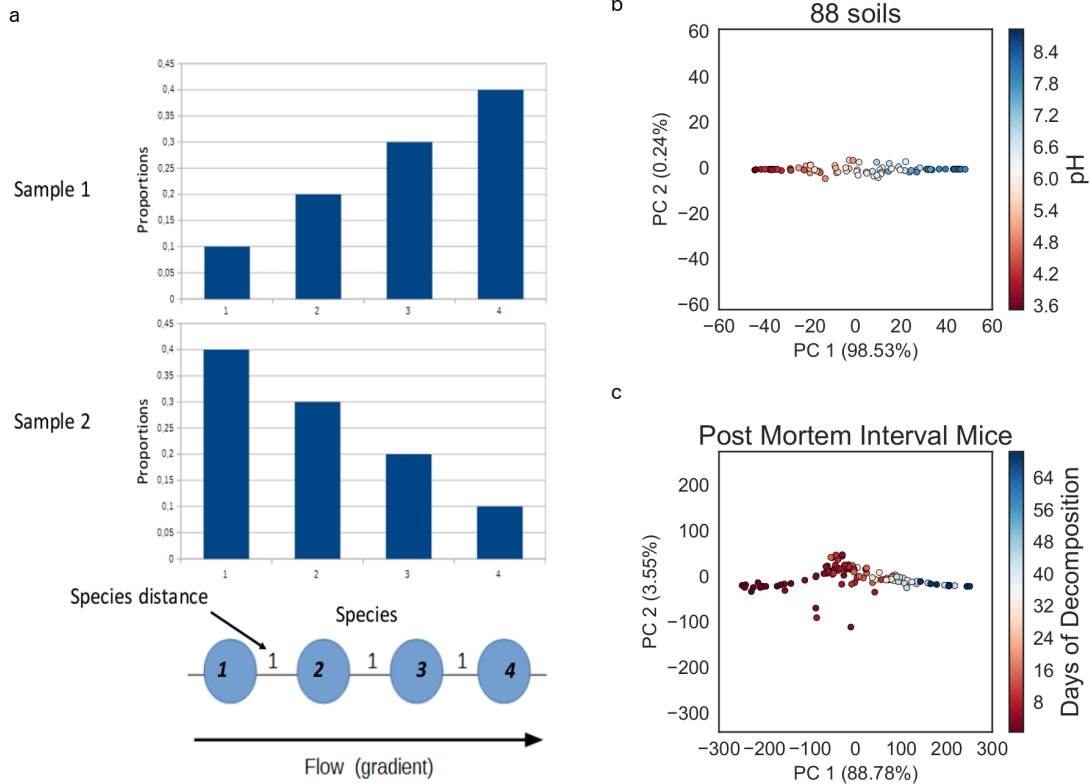 a
Sample 1
Proportions
0,45
0,4
0,35
0,3
0,25
0,2
0,15
0,1
0,05
0
1 2 3 4
Sample 2
Proportions
0,45
0,4
0,35
0,3
0,25
0,2
0,15
0,1
0,05
0
1 2 3 4
Species distance
Species
1 1 2 1 3 1 4
Flow (gradient)
b
88 soils
PC 2 (0.24%)
60
40
20
0
−20
−40
−60
−60 −40 −20 0 20 40 60
PC 1 (98.53%)
8.4
7.8
7.2
6.6
6.0
5.4
4.8
4.2
3.6
pH
c
Post Mortem Interval Mice
PC 2 (3.55%)
200
100
0
−100
−200
−300
−300 −200 −100 0 100 200 300
PC 1 (88.78%)
64
56
48
40
32
24
16
8
Days of Decomposition